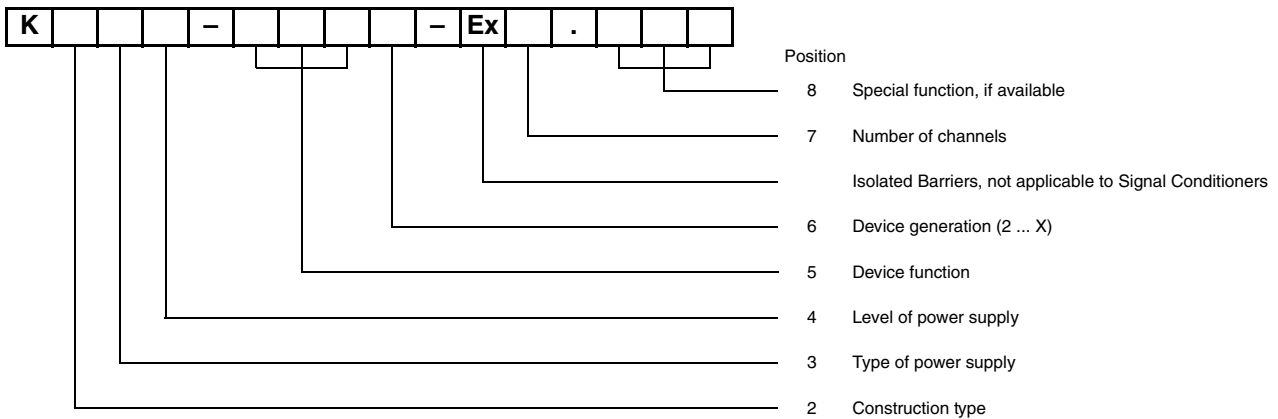 K – – Ex .
Position
8 Special function, if available
7 Number of channels
Isolated Barriers, not applicable to Signal Conditioners
6 Device generation (2 ... X)
5 Device function
4 Level of power supply
3 Type of power supply
2 Construction type